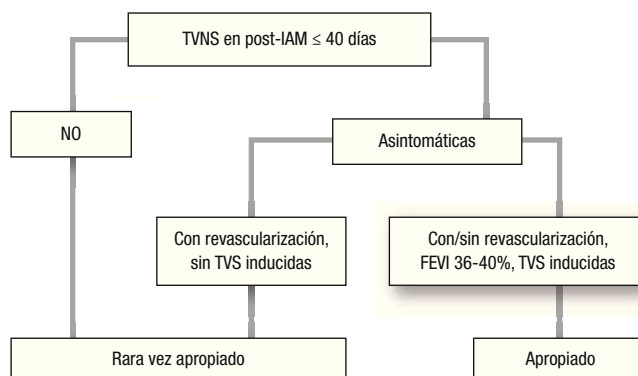 TVNS en post-IAM ≤ 40 días
NO
Asintomáticas
Con revascularización,
sin TVS inducidas
Con/sin revascularización,
FEVI 36-40%, TVS inducidas
Rara vez apropiado
Apropiado